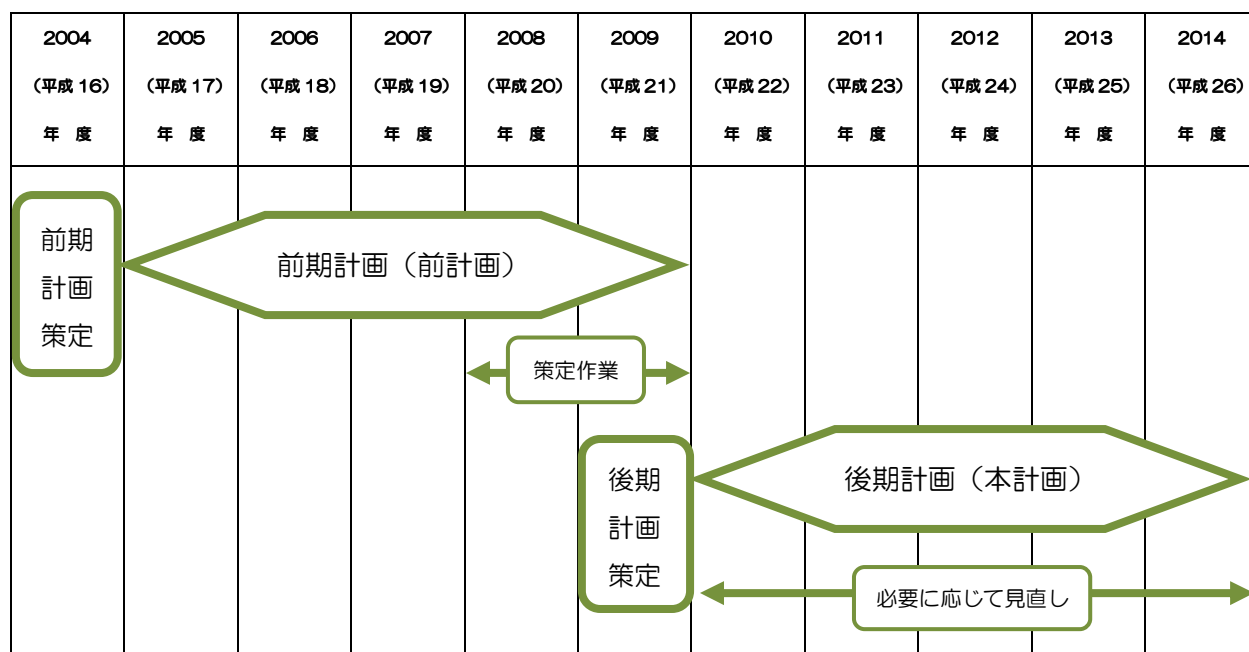 2004 2005 2006 2007 2008 2009 2010 2011 2012 2013 2014
（平成 16） （平成 17） （平成 18） （平成 19） （平成 20） （平成 21） （平成 22） （平成 23） （平成 24） （平成 25） （平成 26）
年 度 年 度 年 度 年 度 年 度 年 度 年 度 年 度 年 度 年 度 年 度
前期
計画
策定
前期計画（前計画）
策定作業
後期
計画
策定
後期計画（本計画）
必要に応じて見直し